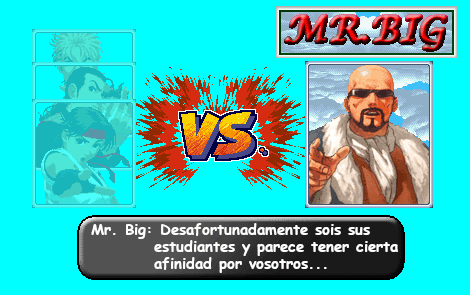 MR.BIG
VS.
Mr. Big: Desafortunadamente sois sus
estudiantes y parece tener cierta
afinidad por vosotros...